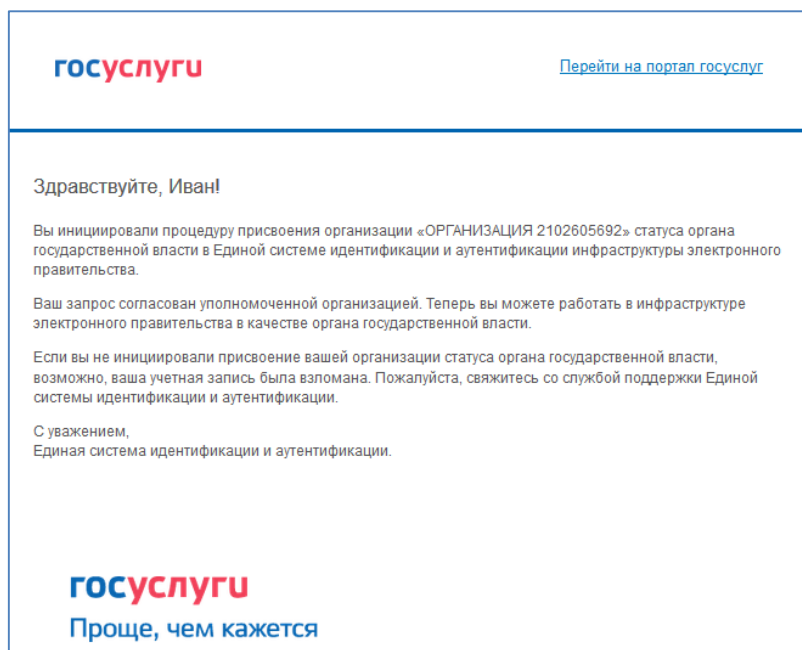 госуслуги
Перейти на портал госуслуг
Здравствуйте, Иван!
Вы инициировали процедуру присвоения организации «ОРГАНИЗАЦИЯ 2102605692» статуса органа
государственной власти в Единой системе идентификации и аутентификации инфраструктуры электронного
правительства.
Ваш запрос согласован уполномоченной организацией. Теперь вы можете работать в инфраструктуре
электронного правительства в качестве органа государственной власти.
Если вы не инициировали присвоение вашей организации статуса органа государственной власти,
возможно, ваша учетная запись была взломана. Пожалуйста, свяжитесь со службой поддержки Единой
системы идентификации и аутентификации.
С уважением,
Единая система идентификации и аутентификации.
госуслуги
Проще, чем кажется